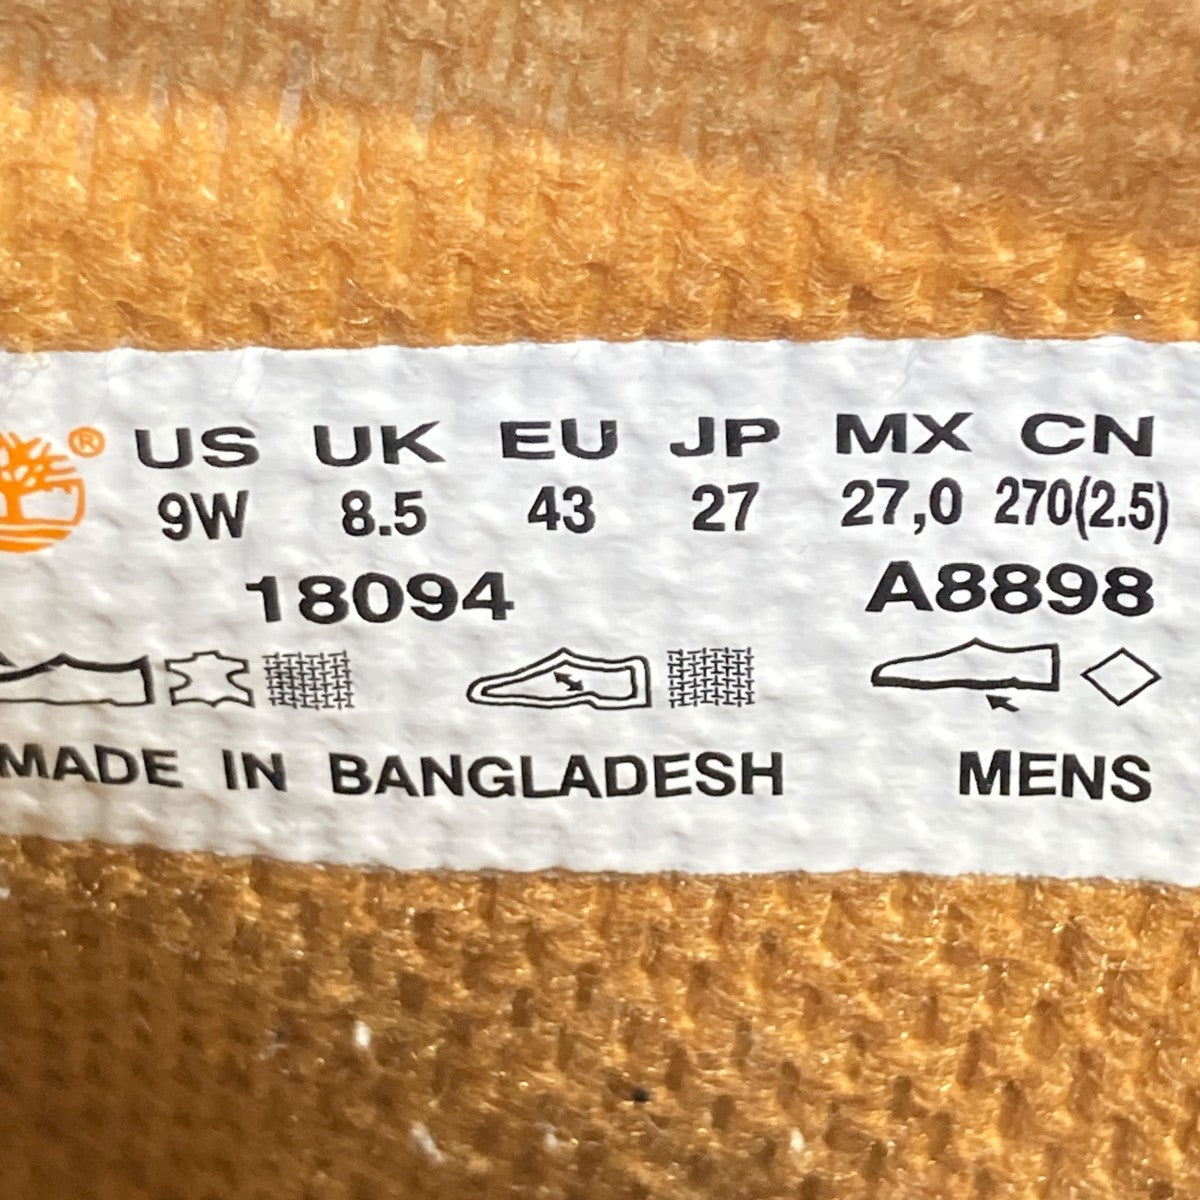 ® US UK EU JP MX CN
9W 8.5 43 27 27,0 270(2.5)
18094 A8898
MADE IN BANGLADESH MENS